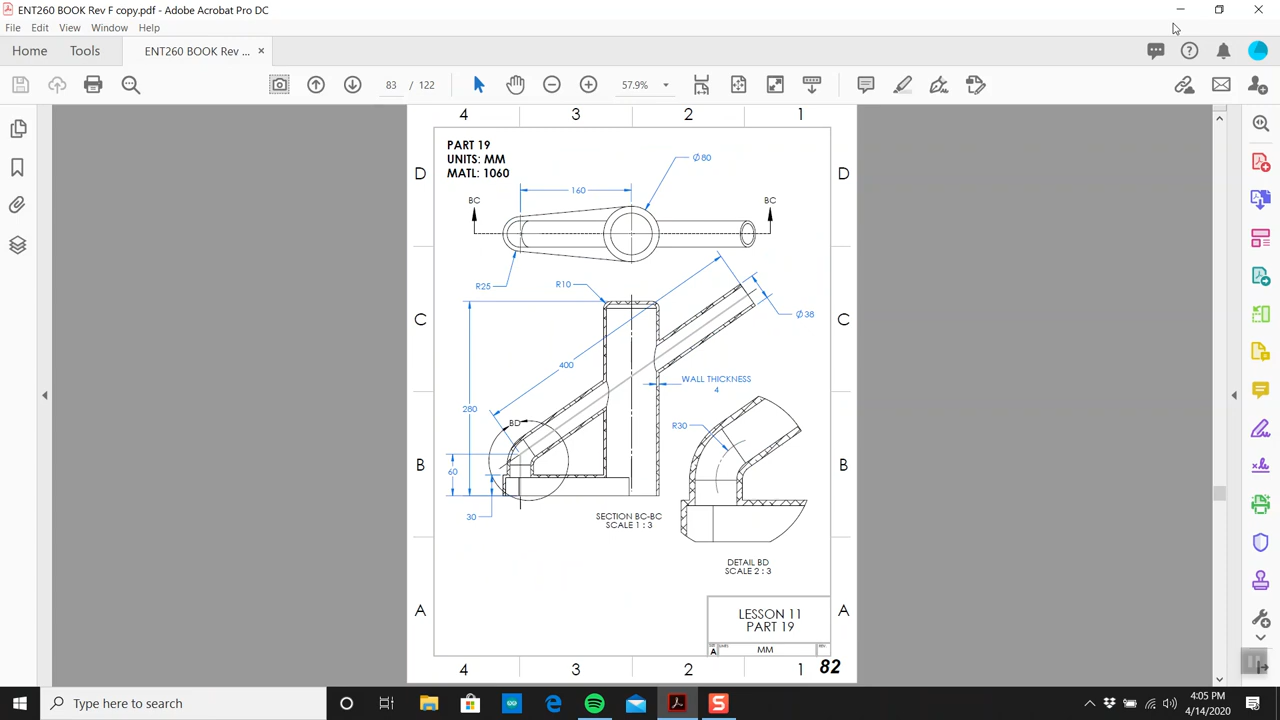 ENT260 BOOK Rev F copy.pdf - Adobe Acrobat Pro DC
File Edit View Window Help
Home Tools ENT260 BOOK Rev ... ×
83 / 122 57.9%
4 3 2 1
PART 19
UNITS: MM
MATL: 1060
Ø80
D D
160
BC BC
R25
R10
Ø38
C C
400
WALL THICKNESS
4
280
BD
R30
B B
60
30
SECTION BC-BC
SCALE 1 : 3
DETAIL BD
SCALE 2 : 3
A A
LESSON 11
PART 19
A MM
4 3 2 1 82
Type here to search
4:05 PM
4/14/2020